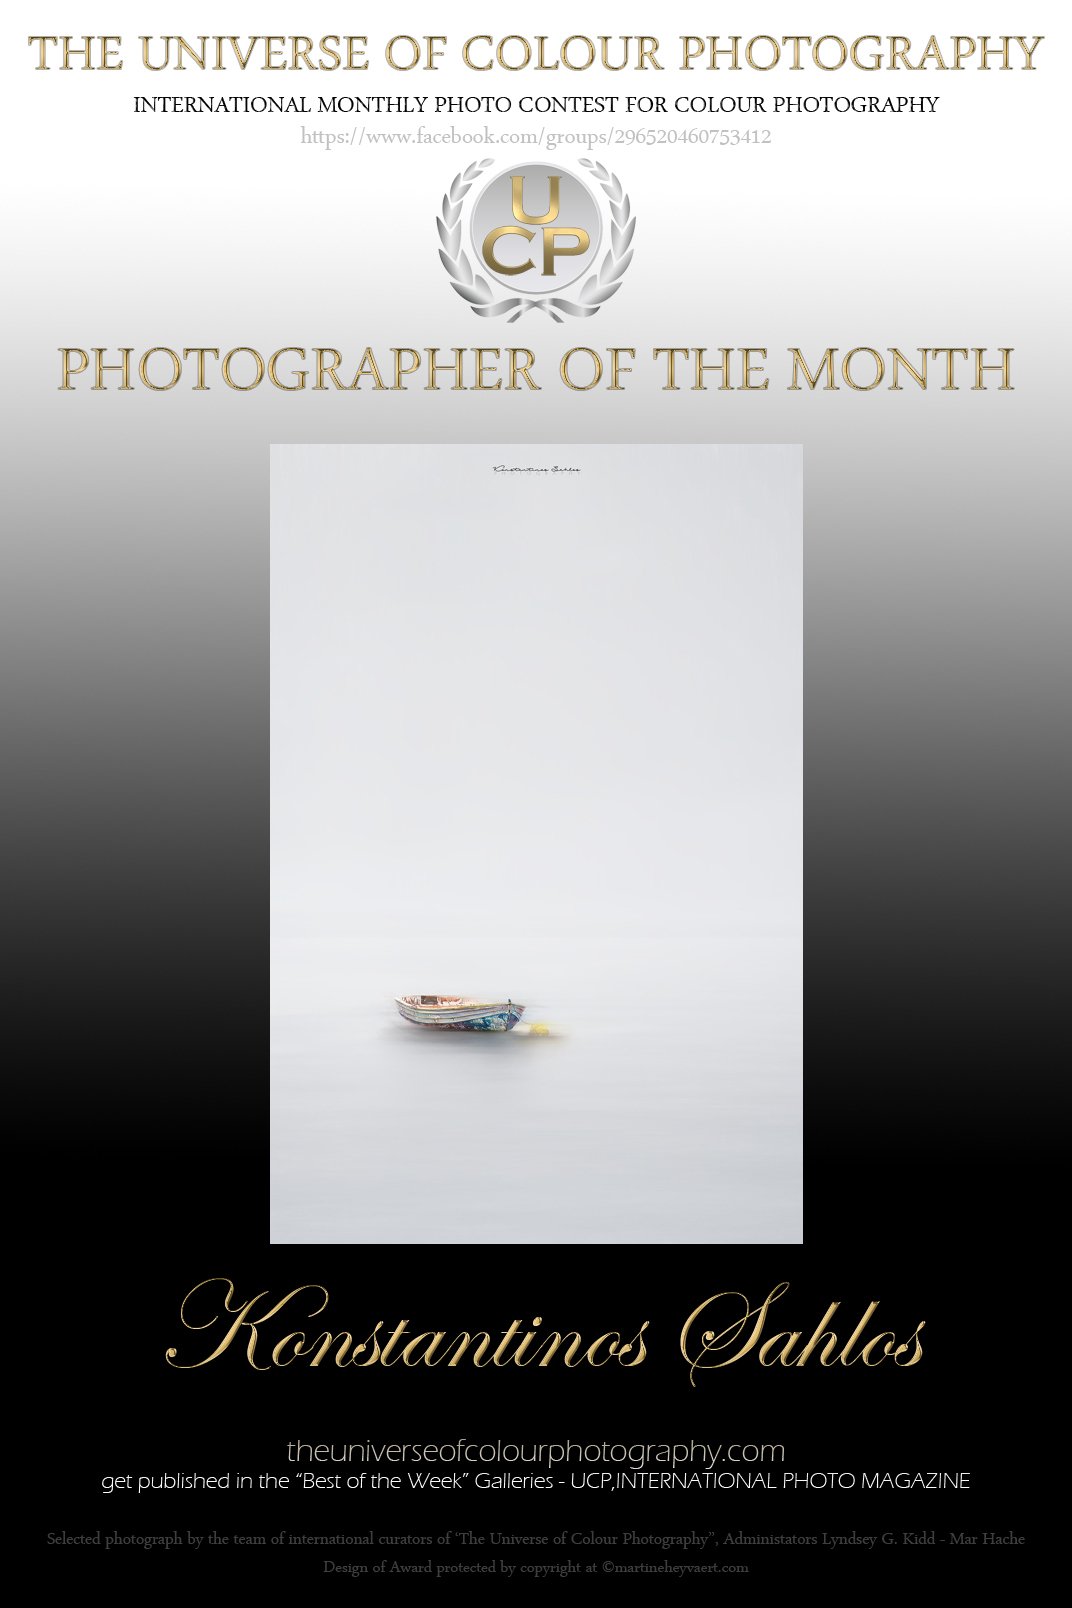 THE UNIVERSE OF COLOUR PHOTOGRAPHY
INTERNATIONAL MONTHLY PHOTO CONTEST FOR COLOUR PHOTOGRAPHY
https://www.facebook.com/groups/296520460753412
U
CP
PHOTOGRAPHER OF THE MONTH
Konstantinos Sahlos
PHOTOGRAPHY
Konstantinos Sahlos
theuniverseofcolourphotography.com
get published in the “Best of the Week” Galleries - UCP,INTERNATIONAL PHOTO MAGAZINE
Selected photograph by the team of international curators of ‘The Universe of Colour Photography”, Administators Lyndsey G. Kidd - Mar Hache
Design of Award protected by copyright at ©martineheyvaert.com